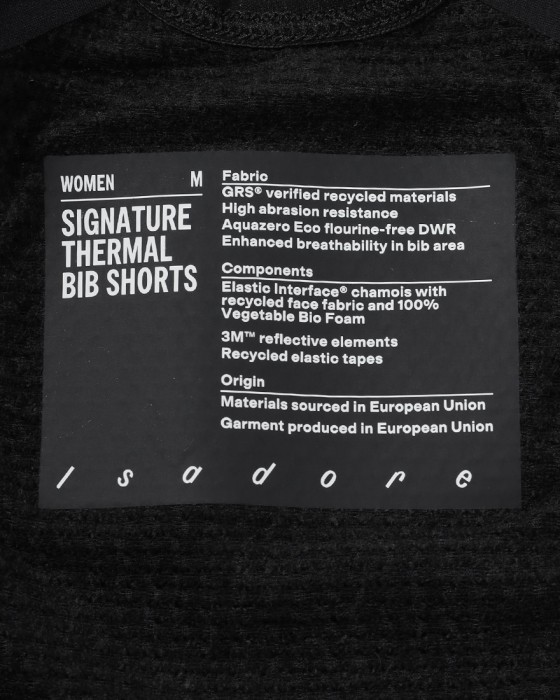 WOMEN M
SIGNATURE
THERMAL
BIB SHORTS
Fabric
GRS® verified recycled materials
High abrasion resistance
Aquazero Eco flourine-free DWR
Enhanced breathability in bib area
Components
Elastic Interface® chamois with
recycled face fabric and 100%
Vegetable Bio Foam
3M™ reflective elements
Recycled elastic tapes
Origin
Materials sourced in European Union
Garment produced in European Union
Isadore